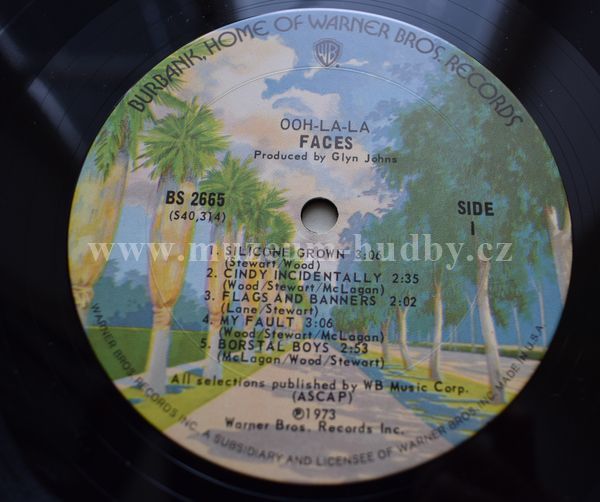 BURBANK, HOME OF WARNER BROS. RECORDS
WB
OOH-LA-LA
FACES
Produced by Glyn Johns
BS 2665
(S40,314)
SIDE
1
www.museum-hudby.cz
1. SILICONE GROWN 3:06
(Stewart/Wood)
2. CINDY INCIDENTALLY 2:35
(Wood/Stewart/McLagan)
3. FLAGS AND BANNERS 2:02
(Lane/Stewart)
4. MY FAULT 3:06
(Wood/Stewart/McLagan)
5. BORSTAL BOYS 2:53
(McLagan/Wood/Stewart)
All selections published by WB Music Corp.
(ASCAP)
℗1973
Warner Bros. Records Inc.
WARNER BROS. RECORDS INC., A SUBSIDIARY AND LICENSEE OF WARNER BROS. INC. MADE IN U.S.A.